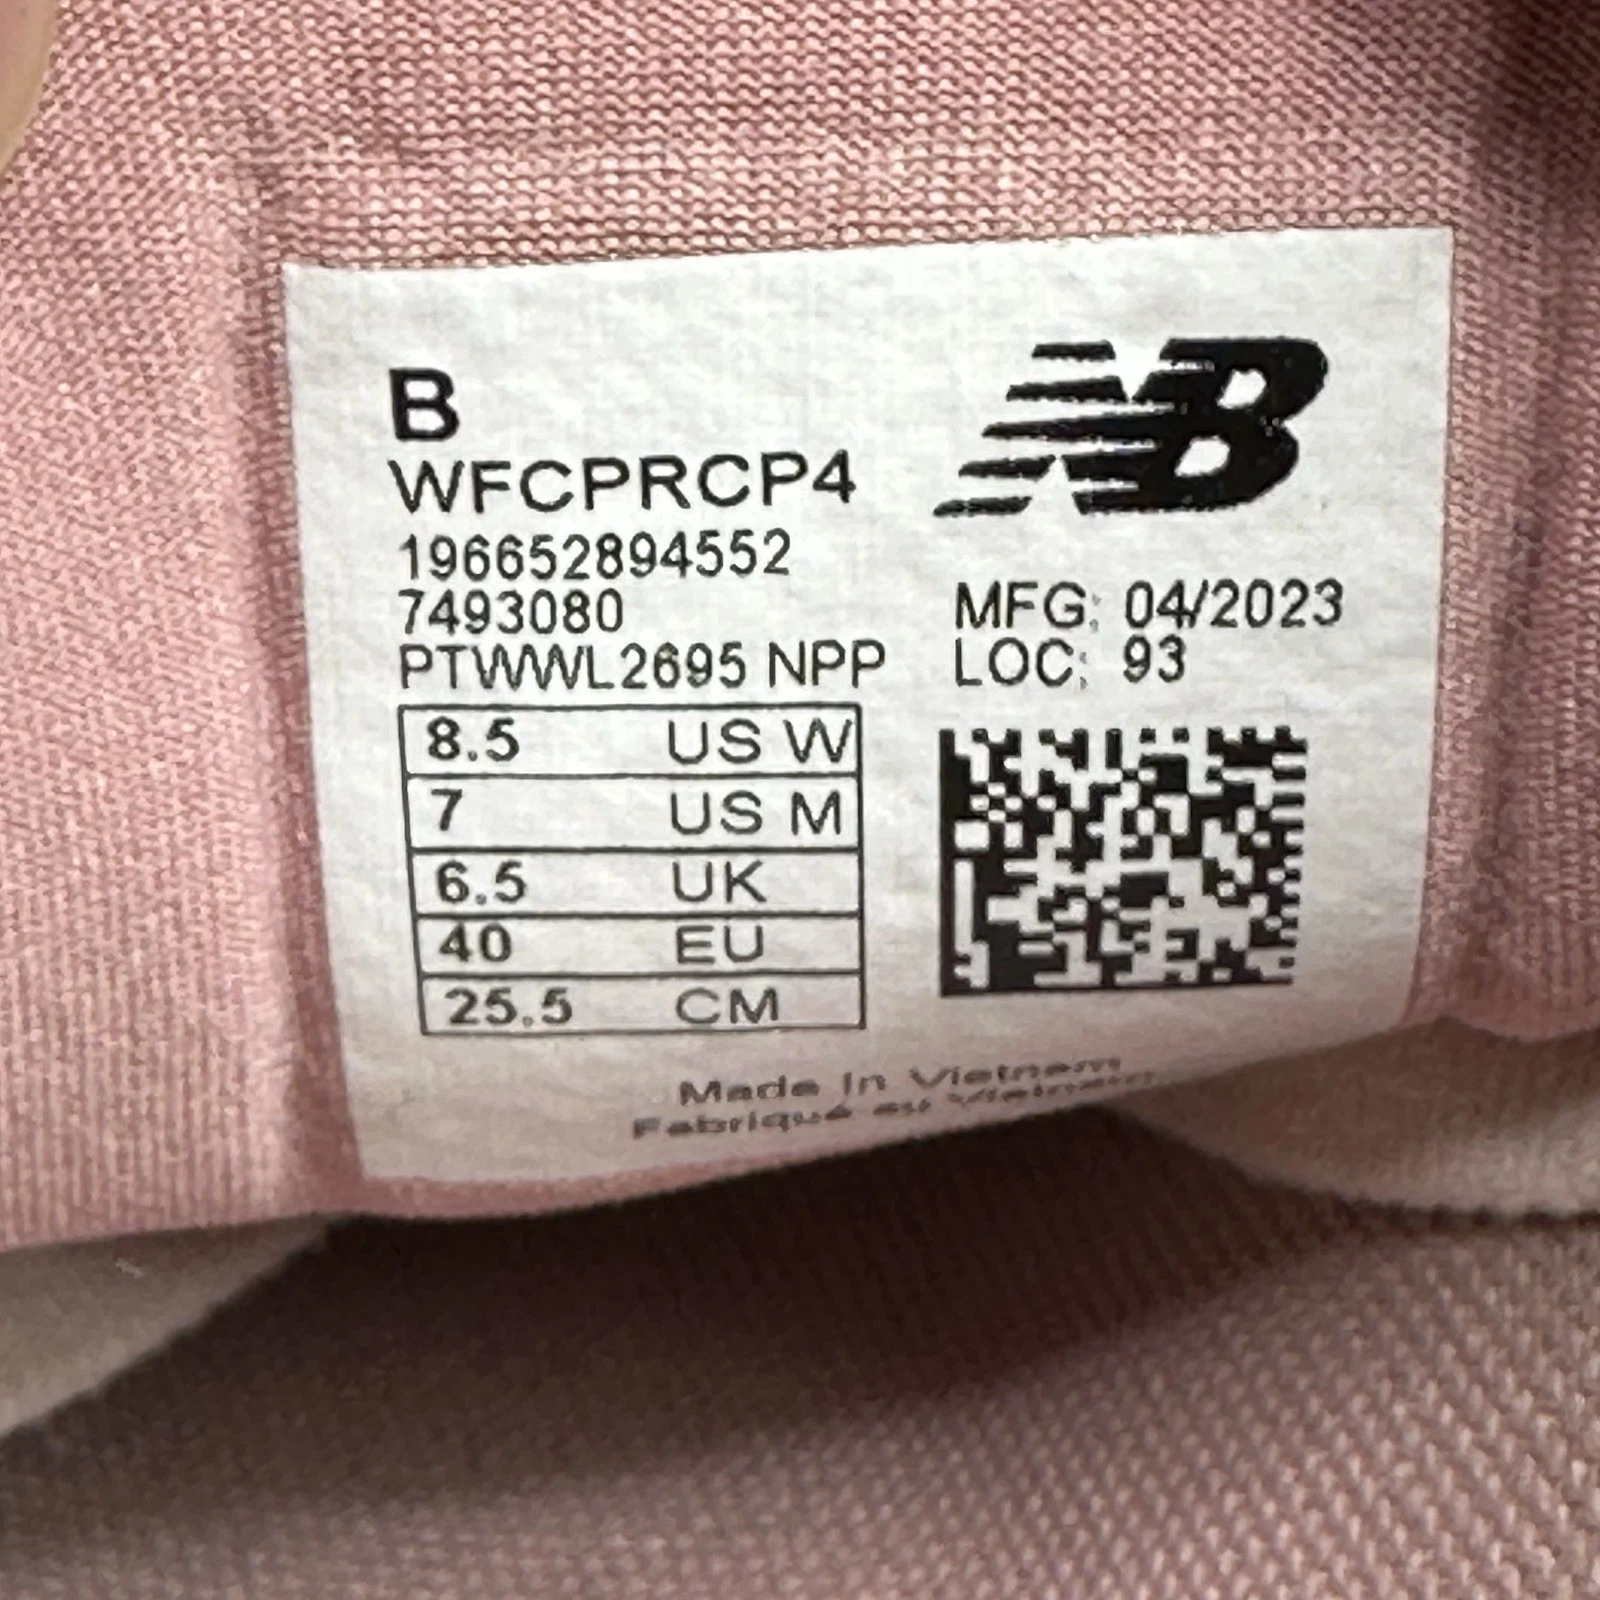 B
WFCPRCP4
196652894552
7493080
PTWWL2695 NPP
NB
MFG: 04/2023
LOC: 93
8.5 US W
7 US M
6.5 UK
40 EU
25.5 CM
Made In Vietnam
Fabriqué au Vietnam